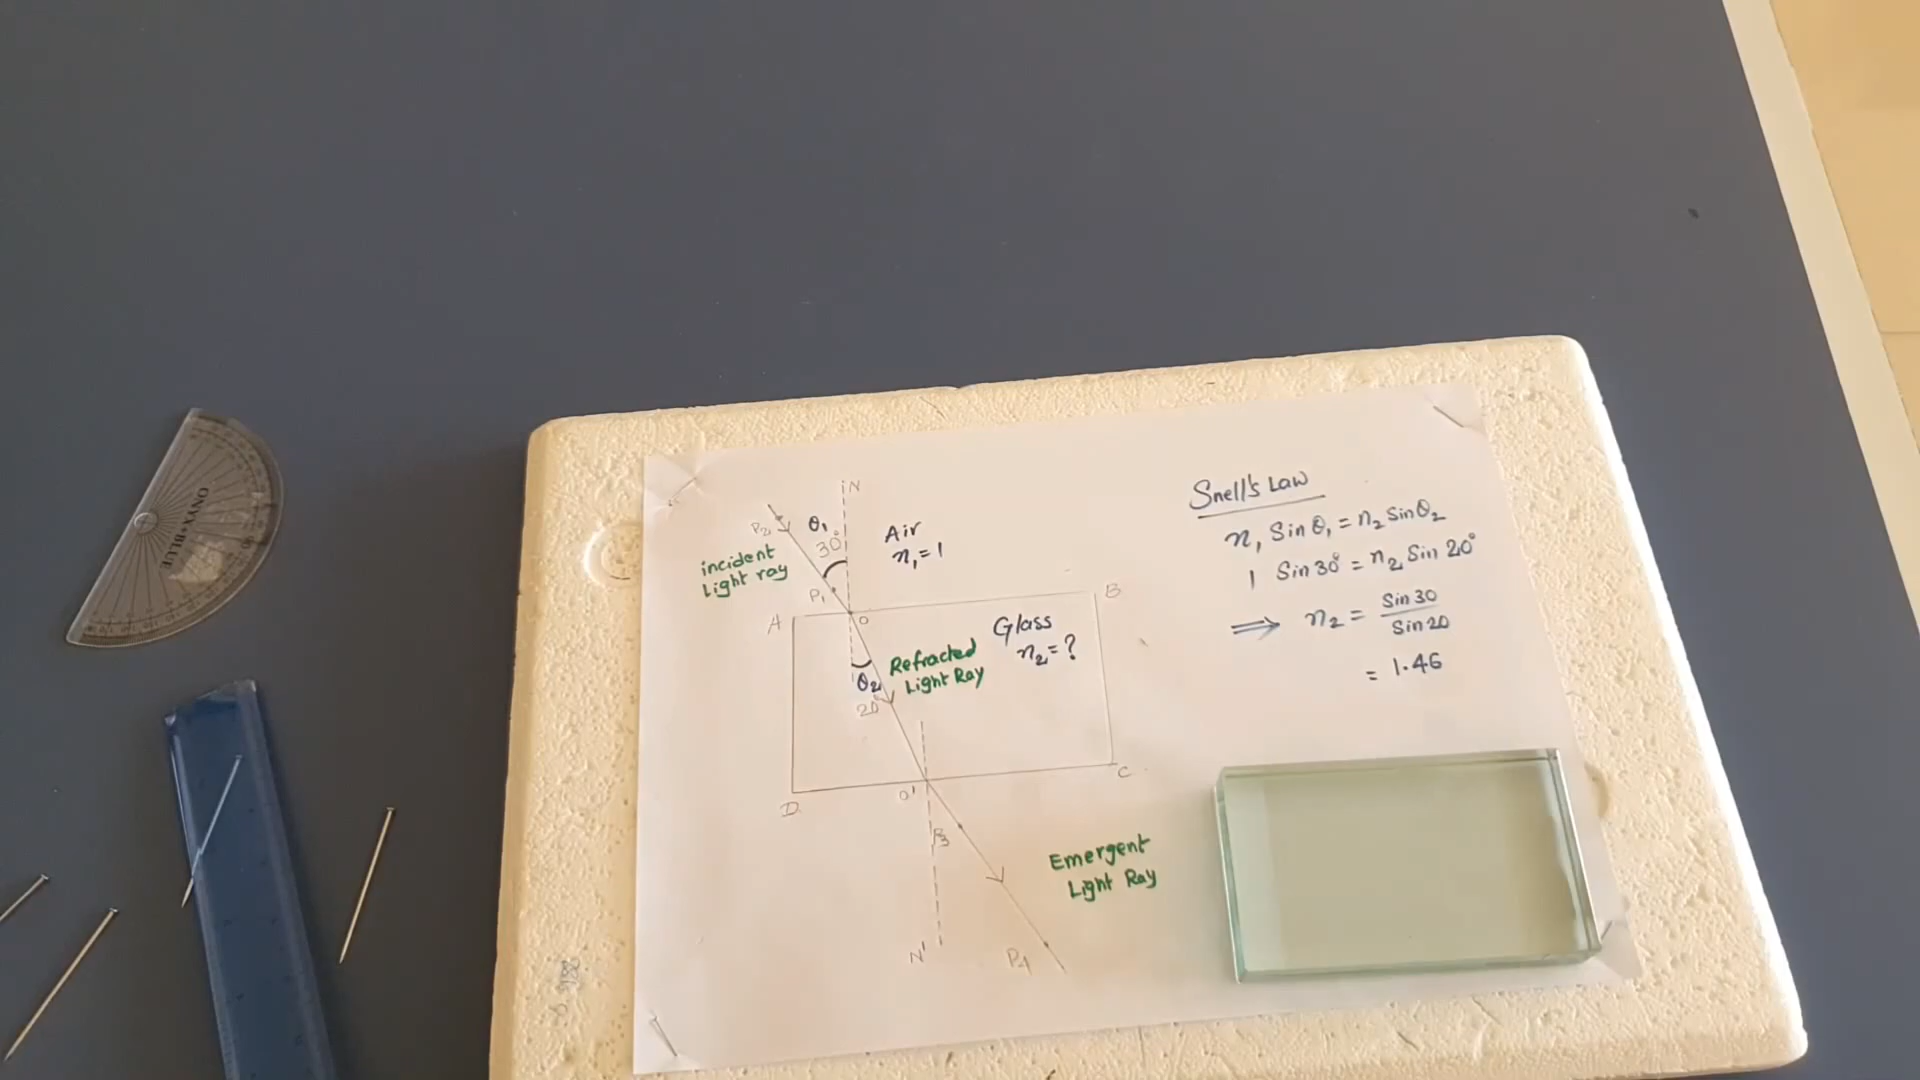 ONYX+BLUE
N
P₂
θ₁
30°
Air
n₁=1
incident
Light ray
P₁
A
O
B
Glass
n₂=?
Refracted
Light Ray
θ₂
20
D
O'
C
P₃
Emergent
Light Ray
N'
P₄
Snell's Law
n₁ Sin θ₁ = n₂ Sin θ₂
1 Sin 30° = n₂ Sin 20°
⟹ n₂ = Sin 30
Sin 20
= 1.46